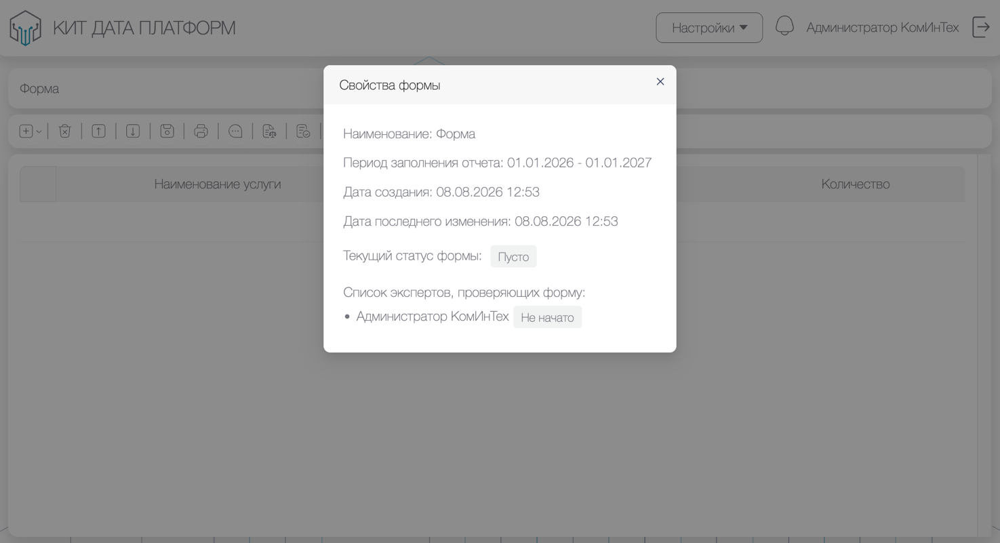 КИТ ДАТА ПЛАТФОРМ
Настройки
Администратор КомИнТех
Форма
Свойства формы
Наименование: Форма
Период заполнения отчета: 01.01.2026 - 01.01.2027
Дата создания: 08.08.2026 12:53
Дата последнего изменения: 08.08.2026 12:53
Текущий статус формы: Пусто
Список экспертов, проверяющих форму:
• Администратор КомИнТех Не начато
Наименование услуги
Количество